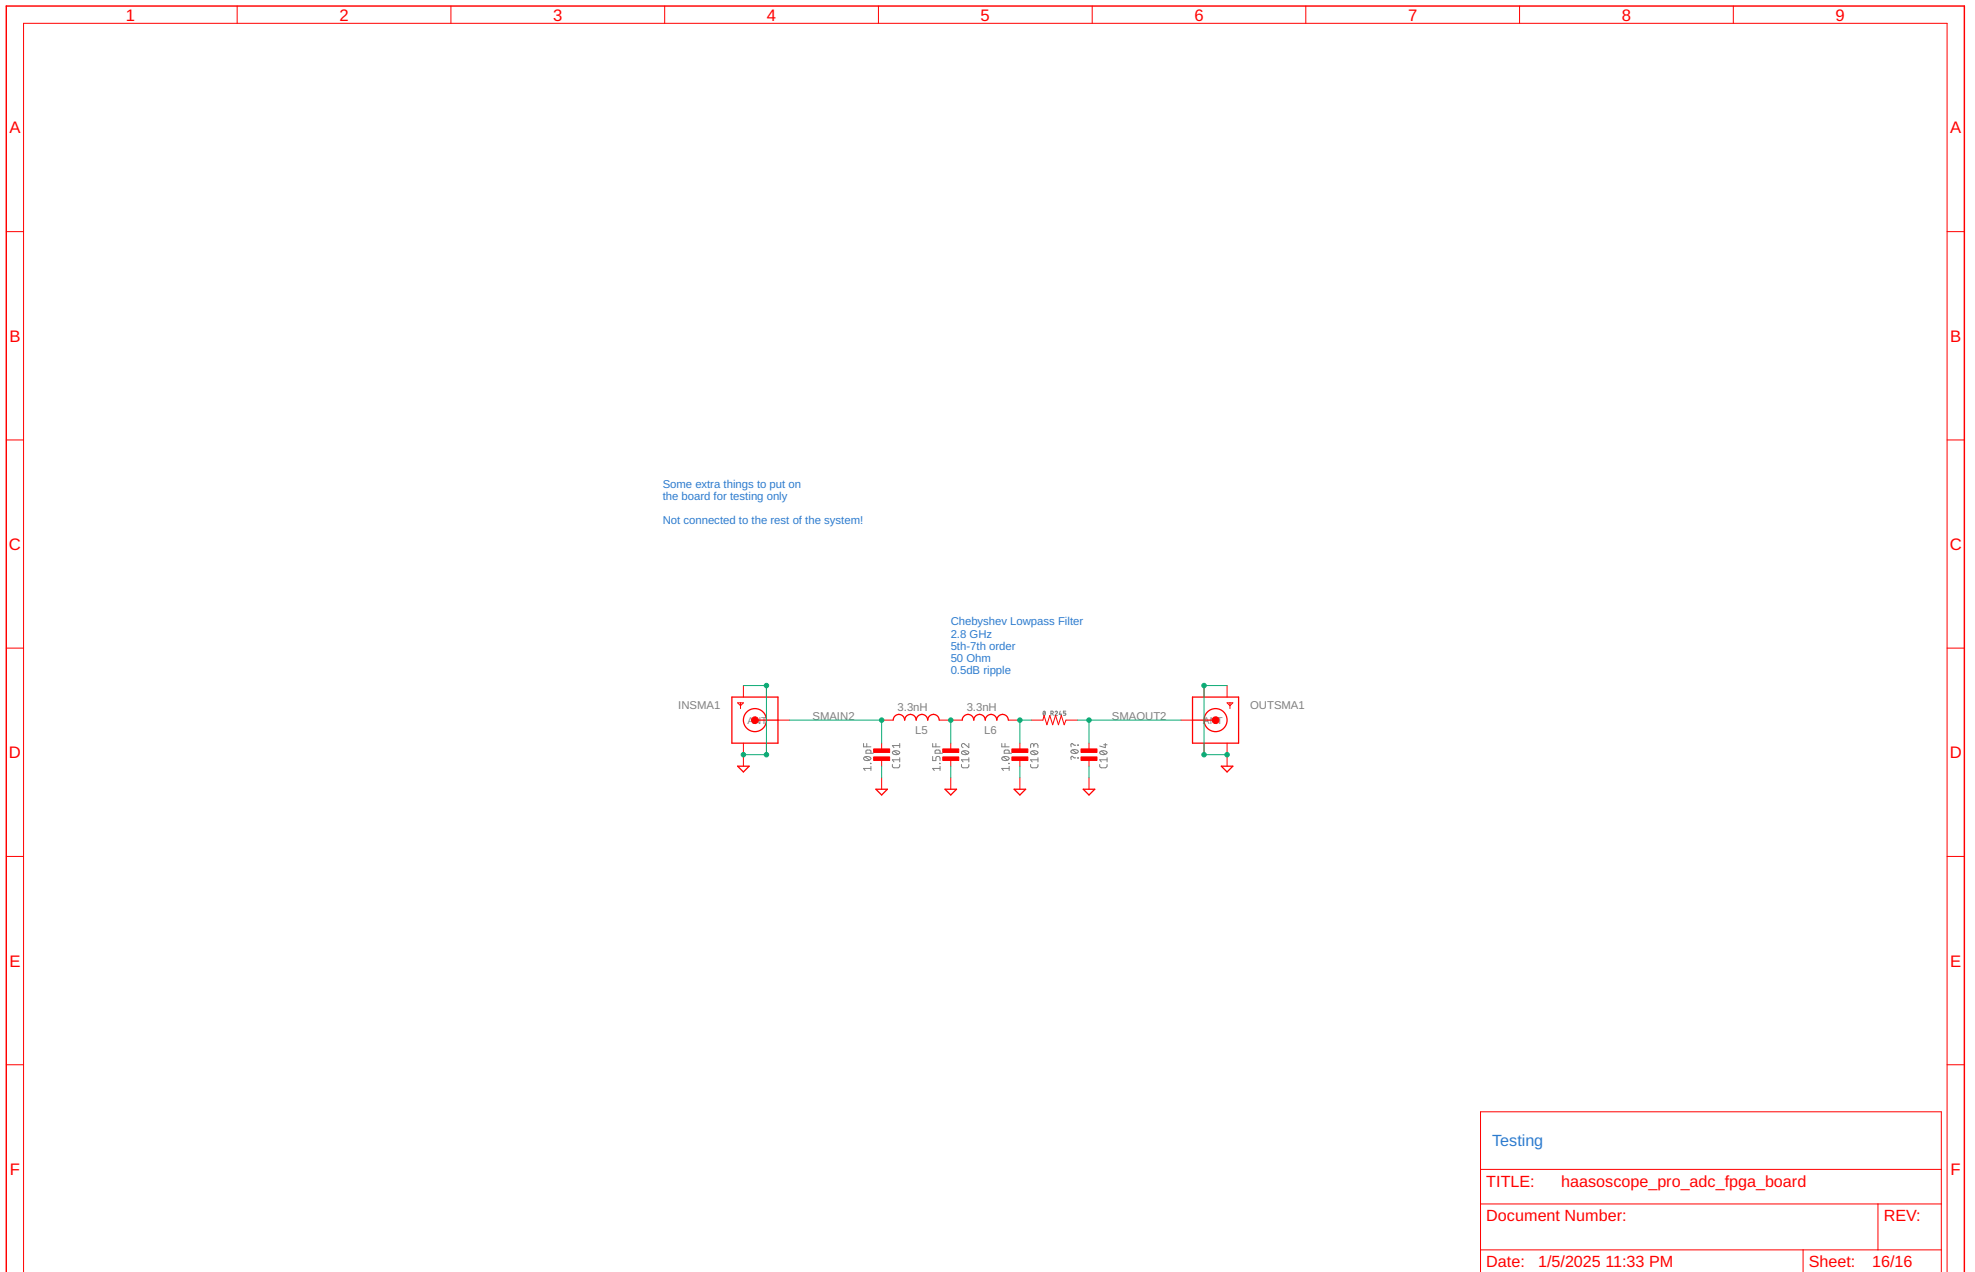 1 2 3 4 5 6 7 8 9
A A
B B
Some extra things to put on
the board for testing only
Not connected to the rest of the system!
C C
Chebyshev Lowpass Filter
2.8 GHz
5th-7th order
50 Ohm
0.5dB ripple
INSMA1 3.3nH 3.3nH OUTSMA1
SMAIN2 0 R245 SMAOUT2
L5 L6
1.0pF C101 1.5pF C102 1.0pF C103 ?0? C104
D D
E E
Testing
F F
TITLE: haasoscope_pro_adc_fpga_board
Document Number: REV:
Date: 1/5/2025 11:33 PM Sheet: 16/16